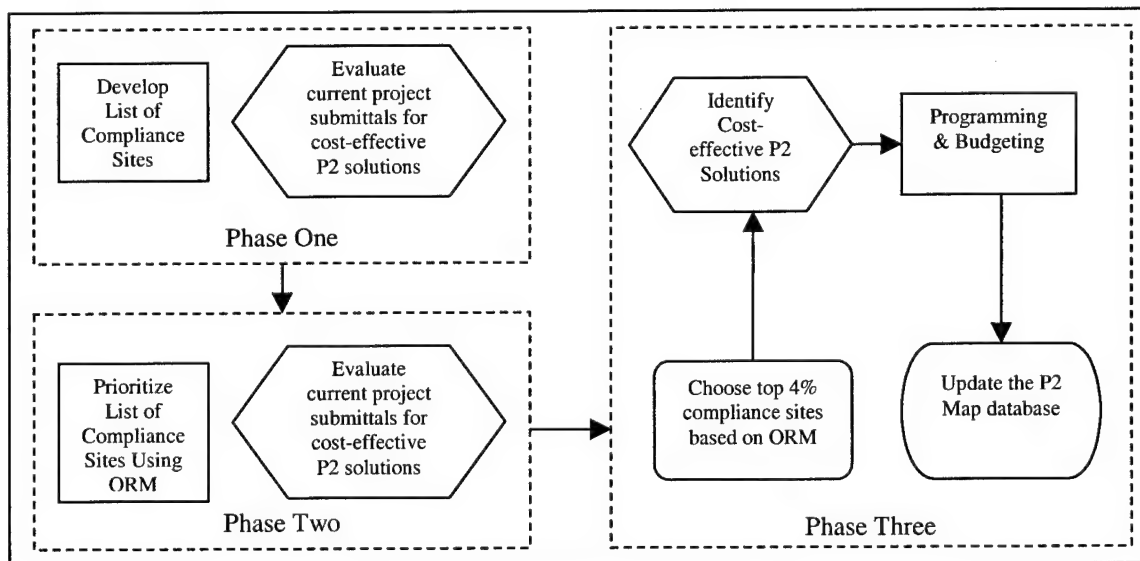 Develop
List of
Compliance
Sites
Evaluate
current project
submittals for
cost-effective
P2 solutions
Phase One
Prioritize
List of
Compliance
Sites Using
ORM
Evaluate
current project
submittals for
cost-effective
P2 solutions
Phase Two
Identify
Cost-
effective P2
Solutions
Programming
& Budgeting
Choose top 4%
compliance sites
based on ORM
Update the P2
Map database
Phase Three